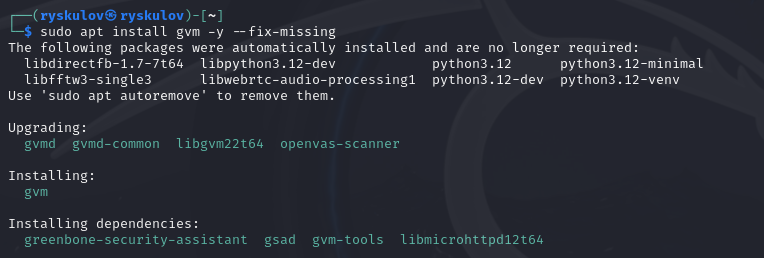 ┌──(ryskulov㉿ryskulov)-[~]
└─$ sudo apt install gvm -y --fix-missing
The following packages were automatically installed and are no longer required:
  libdirectfb-1.7-7t64  libpython3.12-dev            python3.12      python3.12-minimal
  libfftw3-single3      libwebrtc-audio-processing1  python3.12-dev  python3.12-venv
Use 'sudo apt autoremove' to remove them.

Upgrading:
  gvmd  gvmd-common  libgvm22t64  openvas-scanner

Installing:
  gvm

Installing dependencies:
  greenbone-security-assistant  gsad  gvm-tools  libmicrohttpd12t64